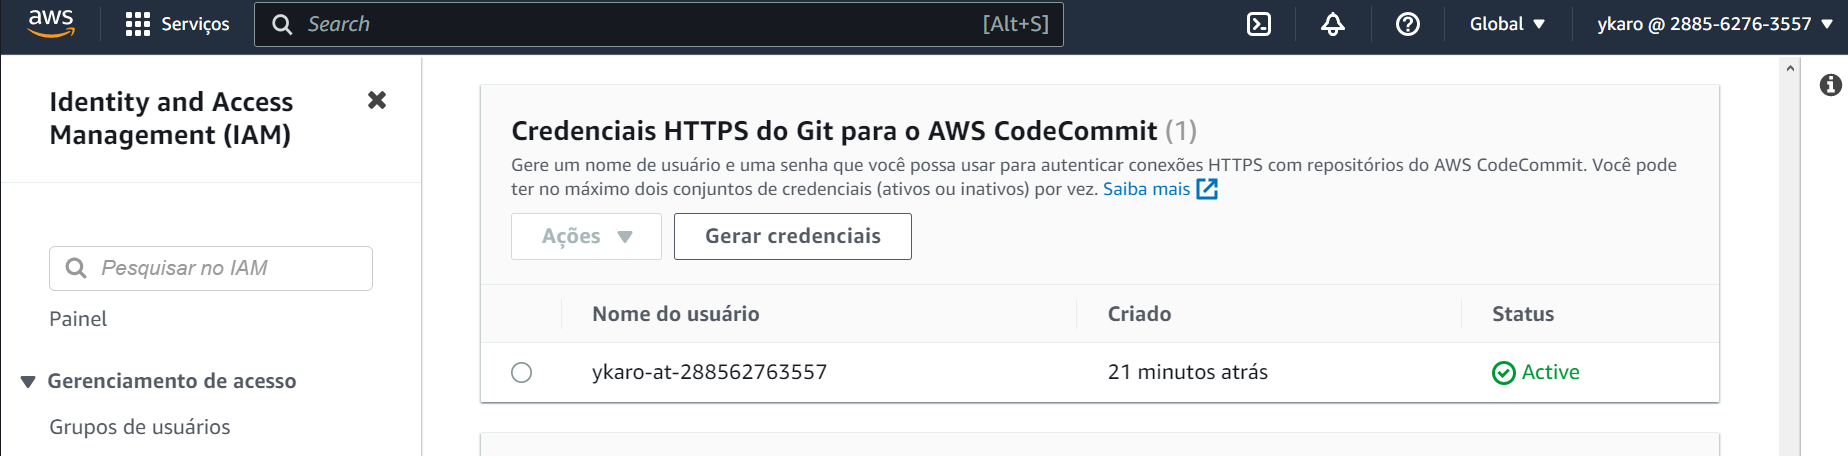 aws
Serviços
Search
[Alt+S]
Global
ykaro @ 2885-6276-3557
Identity and Access
Management (IAM)
Pesquisar no IAM
Painel
Gerenciamento de acesso
Grupos de usuários
Credenciais HTTPS do Git para o AWS CodeCommit (1)
Gere um nome de usuário e uma senha que você possa usar para autenticar conexões HTTPS com repositórios do AWS CodeCommit. Você pode
ter no máximo dois conjuntos de credenciais (ativos ou inativos) por vez. Saiba mais
Ações
Gerar credenciais
Nome do usuário
Criado
Status
ykaro-at-288562763557
21 minutos atrás
Active